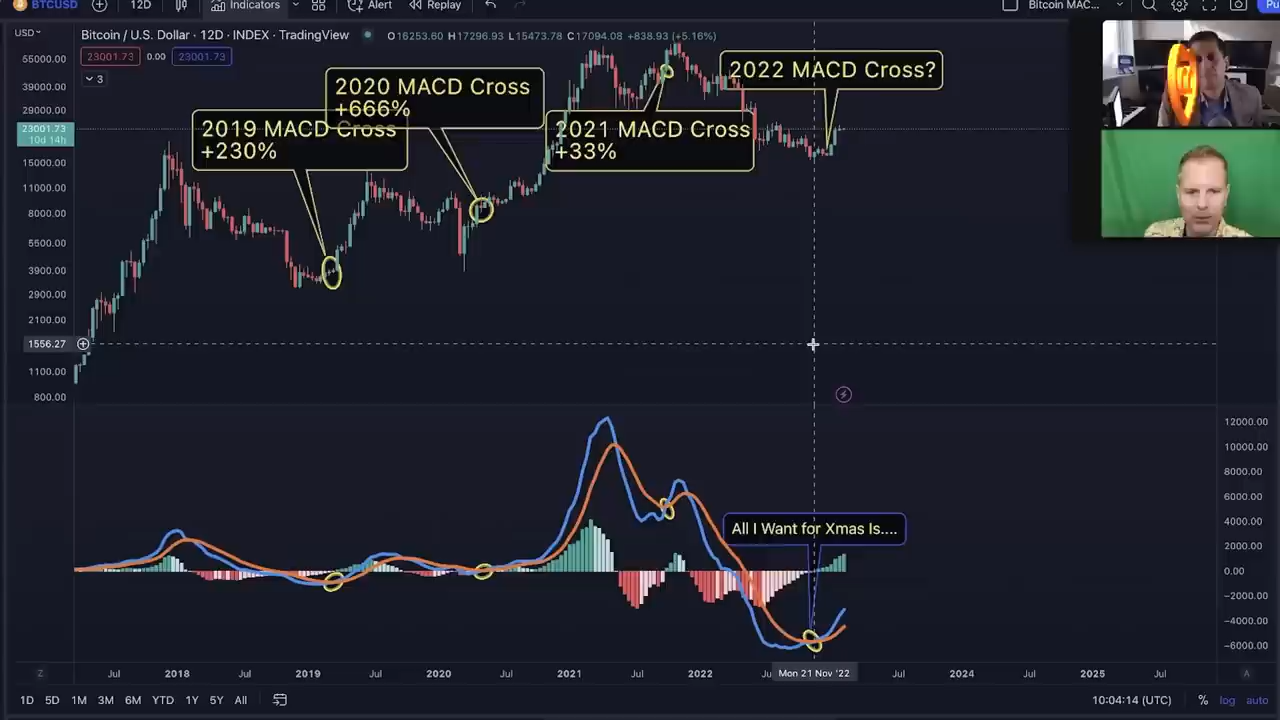 BTCUSD 12D Indicators Alert Replay Bitcoin MAC...
USD
Bitcoin / U.S. Dollar · 12D · INDEX · TradingView O16253.60 H17296.93 L15473.78 C17094.08 +838.93 (+5.16%)
23001.73 0.00 23001.73
3
2019 MACD Cross
+230%
2020 MACD Cross
+666%
2021 MACD Cross
+33%
2022 MACD Cross?
55000.00
39000.00
29000.00
23001.73
10d 14h
15000.00
11000.00
8000.00
5500.00
3900.00
2900.00
2100.00
1556.27
1100.00
800.00
All I Want for Xmas Is....
12000.00
10000.00
8000.00
6000.00
4000.00
2000.00
0.00
−2000.00
−4000.00
−6000.00
Z Jul 2018 Jul 2019 Jul 2020 Jul 2021 Jul 2022 Mon 21 Nov '22 Jul 2024 Jul 2025 Jul A
1D 5D 1M 3M 6M YTD 1Y 5Y All 10:04:14 (UTC) % log auto